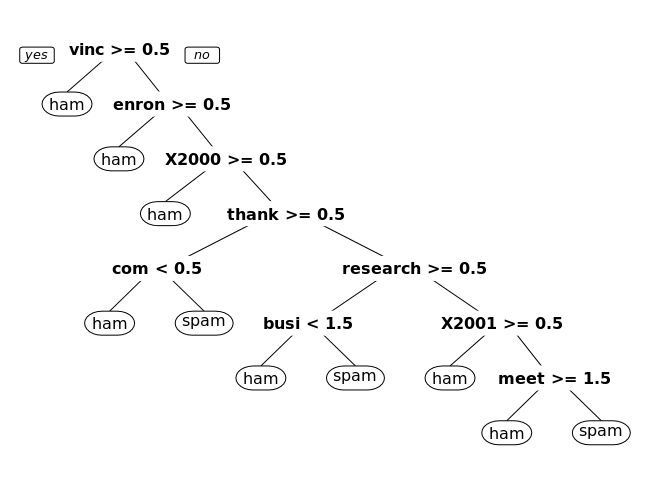 yes vinc >= 0.5 no
ham enron >= 0.5
ham X2000 >= 0.5
ham thank >= 0.5
com < 0.5 research >= 0.5
ham spam busi < 1.5 X2001 >= 0.5
ham spam ham meet >= 1.5
ham spam